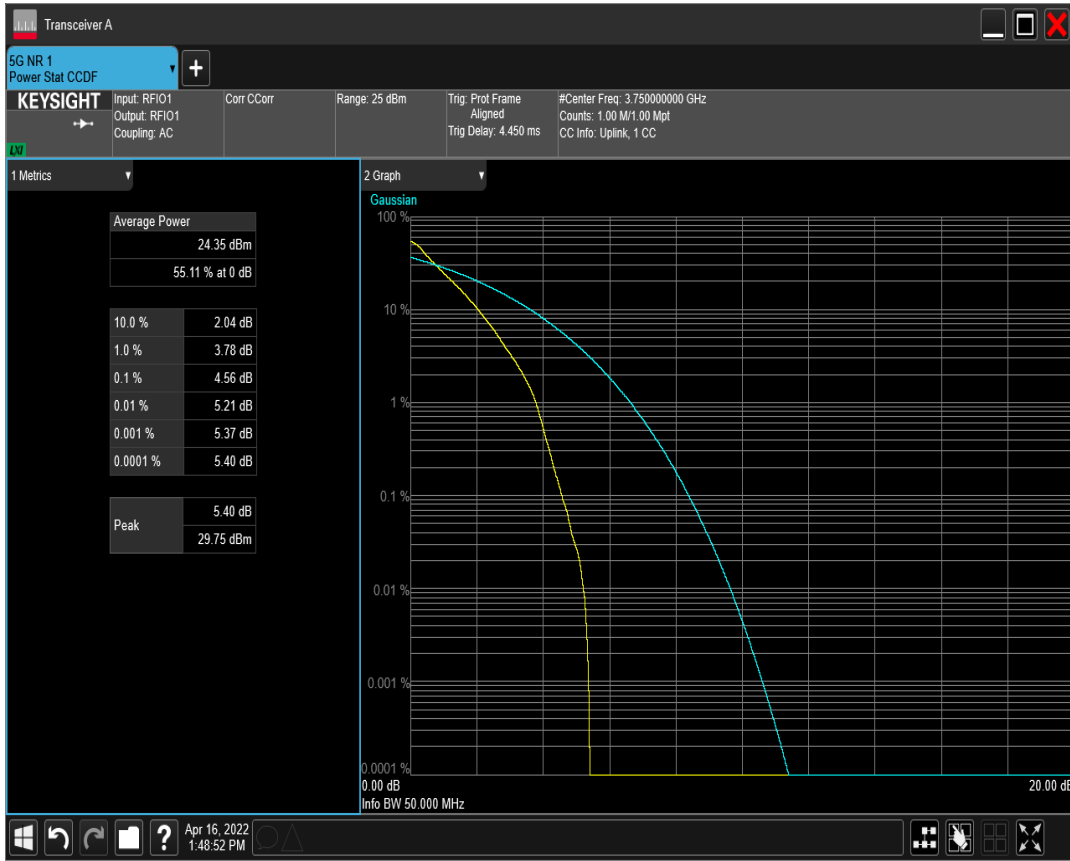 Transceiver A
5G NR 1
Power Stat CCDF
+
KEYSIGHT
LXI
Input: RFIO1
Output: RFIO1
Coupling: AC
Corr CCorr
Range: 25 dBm
Trig: Prot Frame
Aligned
Trig Delay: 4.450 ms
#Center Freq: 3.750000000 GHz
Counts: 1.00 M/1.00 Mpt
CC Info: Uplink, 1 CC
1 Metrics
Average Power
24.35 dBm
55.11 % at 0 dB
10.0 % 2.04 dB
1.0 % 3.78 dB
0.1 % 4.56 dB
0.01 % 5.21 dB
0.001 % 5.37 dB
0.0001 % 5.40 dB
Peak
5.40 dB
29.75 dBm
2 Graph
Gaussian
100 %
10 %
1 %
0.1 %
0.01 %
0.001 %
0.0001 %
0.00 dB 20.00 dB
Info BW 50.000 MHz
?
Apr 16, 2022
1:48:52 PM